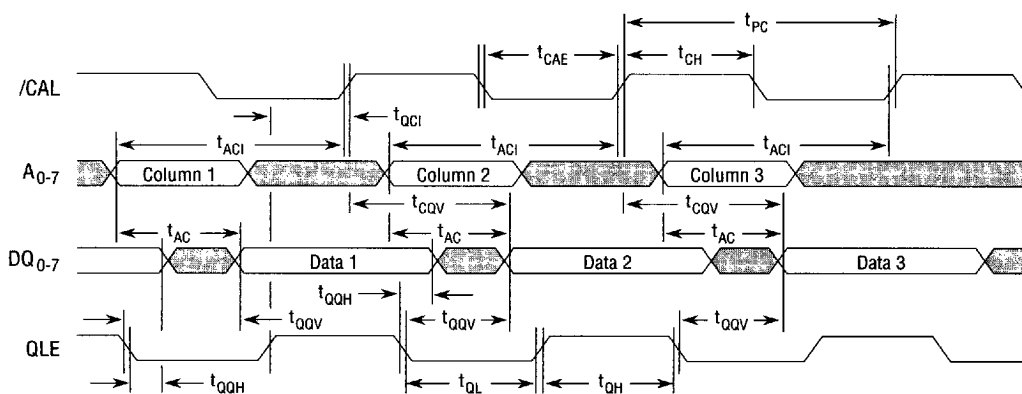 t_PC
t_CAE t_CH
/CAL
t_QCI
t_ACI t_ACI t_ACI
A_0-7 Column 1 Column 2 Column 3
t_CQV t_CQV
t_AC t_AC t_AC
DQ_0-7 Data 1 Data 2 Data 3
t_QQH
t_QQV t_QQV t_QQV
QLE
t_QQH t_QL t_QH